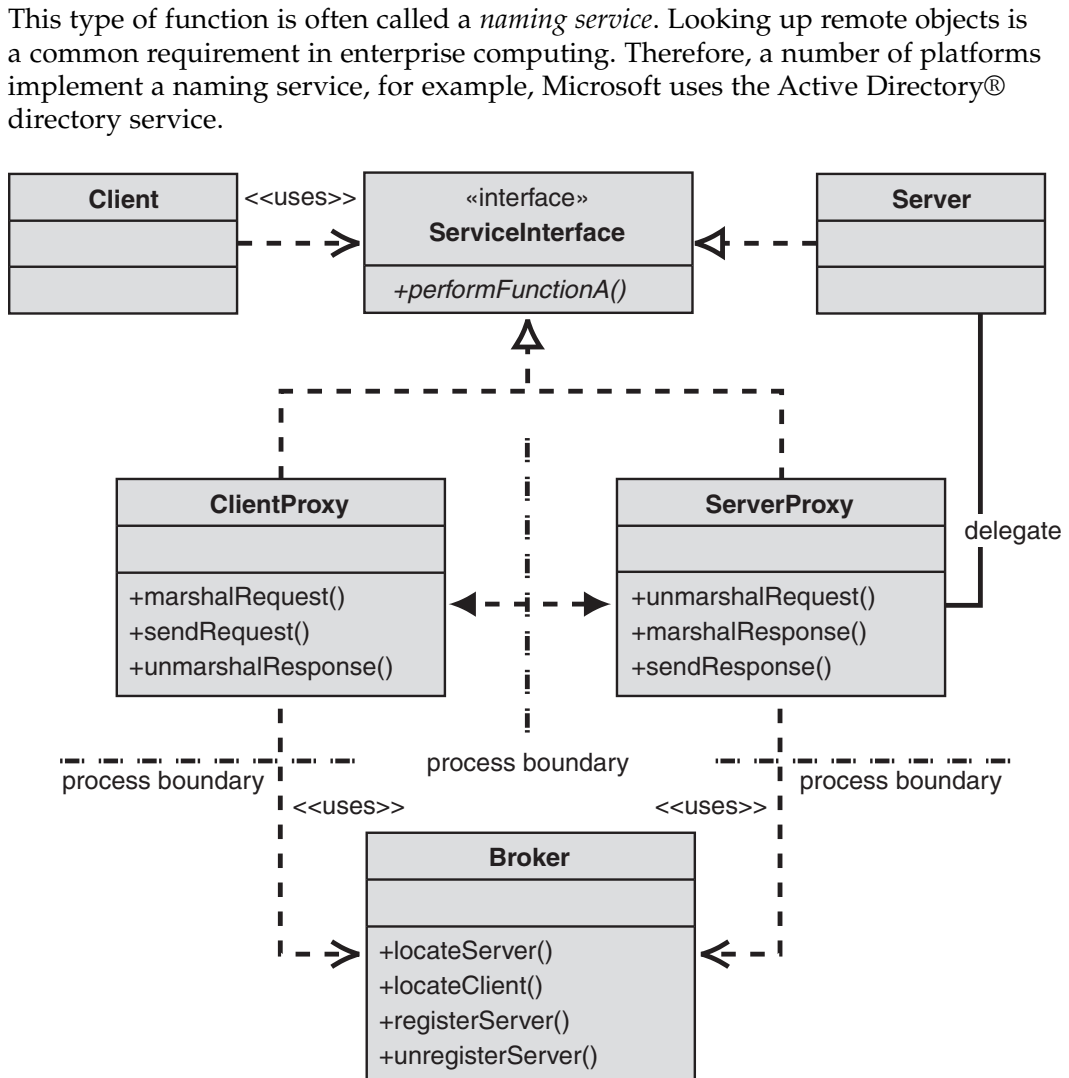 This type of function is often called a naming service. Looking up remote objects is
a common requirement in enterprise computing. Therefore, a number of platforms
implement a naming service, for example, Microsoft uses the Active Directory®
directory service.
Client
<<uses>>
«interface»
ServiceInterface
+performFunctionA()
Server
ClientProxy
+marshalRequest()
+sendRequest()
+unmarshalResponse()
ServerProxy
+unmarshalRequest()
+marshalResponse()
+sendResponse()
delegate
process boundary
process boundary
process boundary
<<uses>>
<<uses>>
Broker
+locateServer()
+locateClient()
+registerServer()
+unregisterServer()